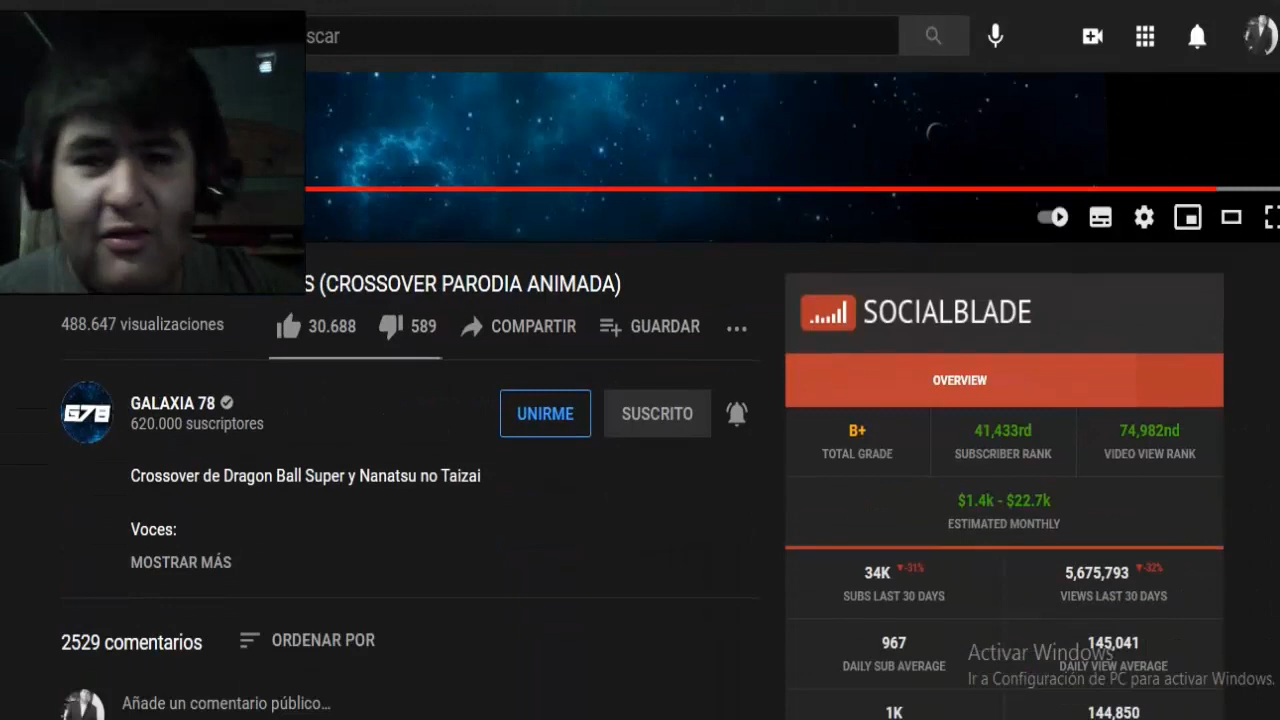 scar
S (CROSSOVER PARODIA ANIMADA)
488.647 visualizaciones
30.688
589
COMPARTIR
GUARDAR
G78
GALAXIA 78
620.000 suscriptores
UNIRME
SUSCRITO
Crossover de Dragon Ball Super y Nanatsu no Taizai
Voces:
MOSTRAR MÁS
2529 comentarios
ORDENAR POR
Añade un comentario público...
SOCIALBLADE
OVERVIEW
B+ 41,433rd 74,982nd
TOTAL GRADE SUBSCRIBER RANK VIDEO VIEW RANK
$1.4k - $22.7k
ESTIMATED MONTHLY
34K -31% 5,675,793 -32%
SUBS LAST 30 DAYS VIEWS LAST 30 DAYS
967 145,041
DAILY SUB AVERAGE DAILY VIEW AVERAGE
1K 144,850
Activar Windows
Ir a Configuración de PC para activar Windows.